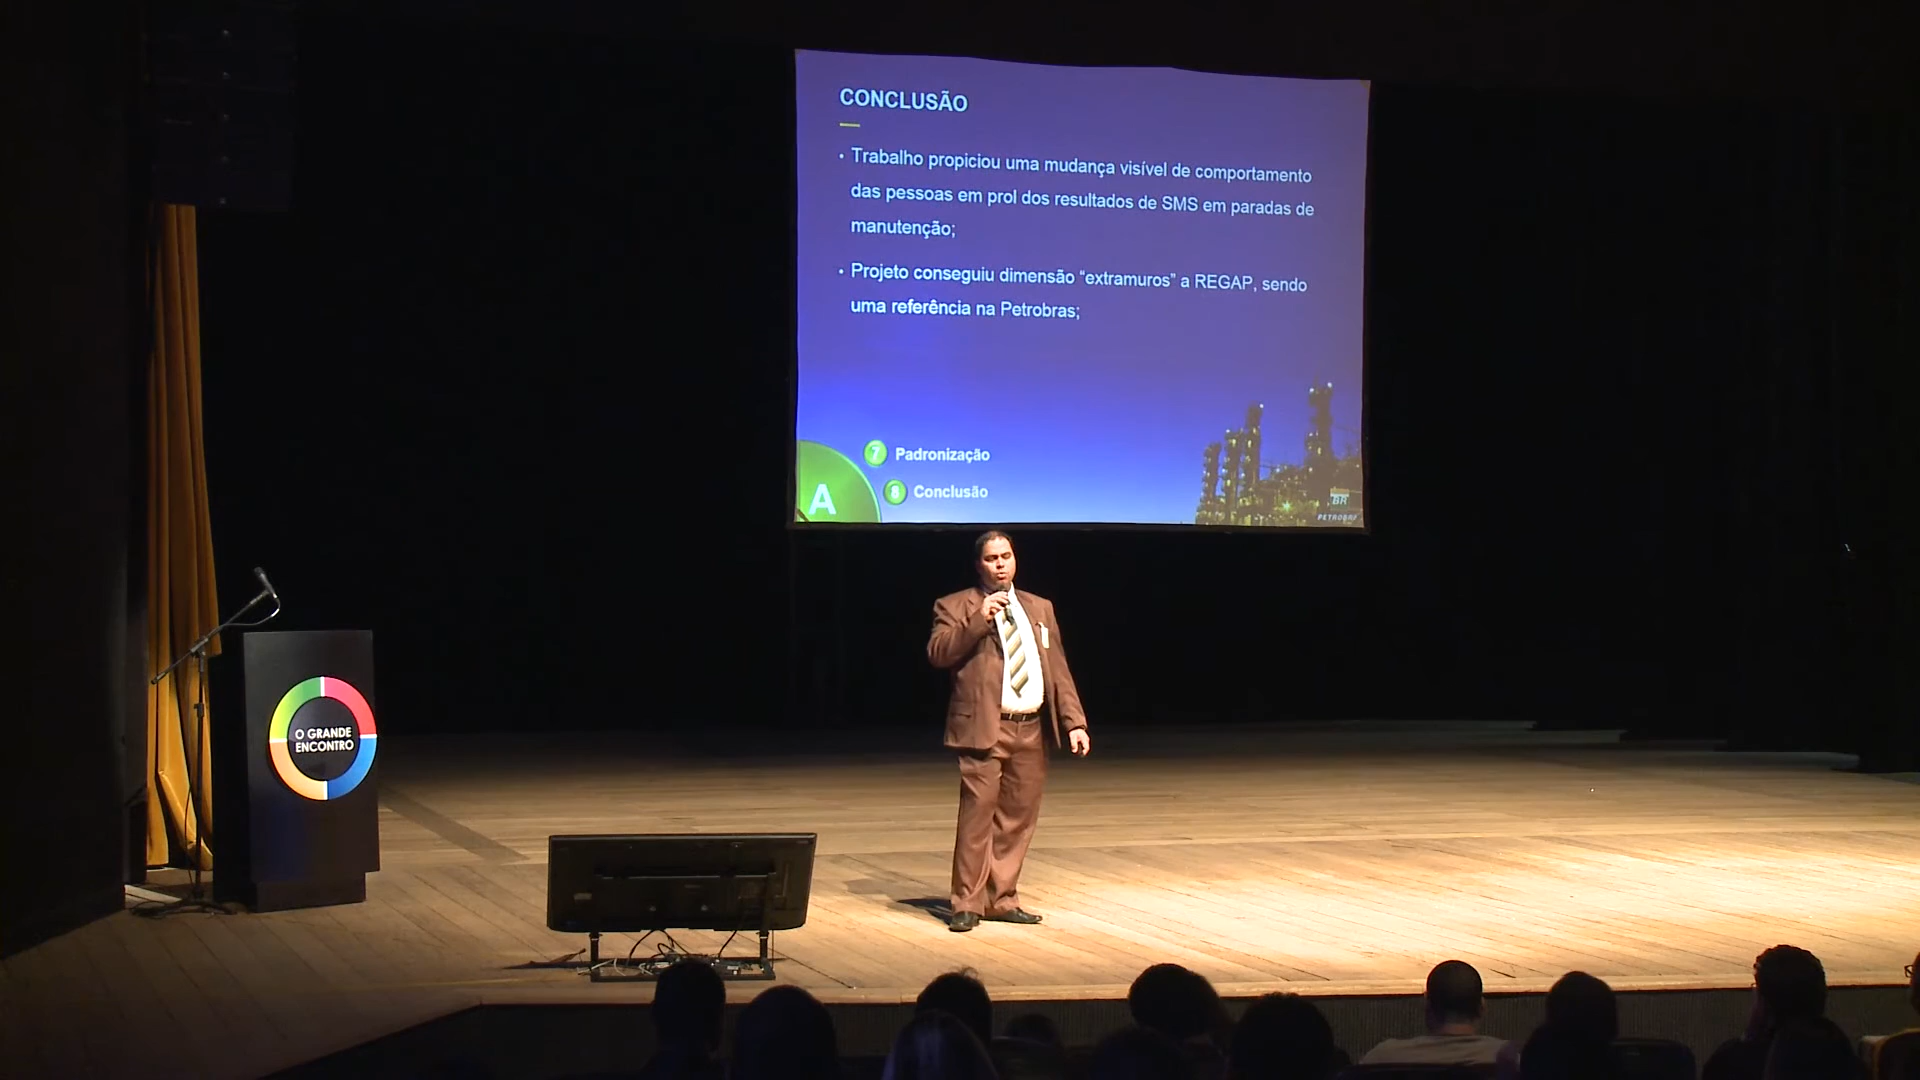 CONCLUSÃO
• Trabalho propiciou uma mudança visível de comportamento
das pessoas em prol dos resultados de SMS em paradas de
manutenção;
• Projeto conseguiu dimensão “extramuros” a REGAP, sendo
uma referência na Petrobras;
7 Padronização
8 Conclusão
A
BR
PETROBRAS
O GRANDE
ENCONTRO